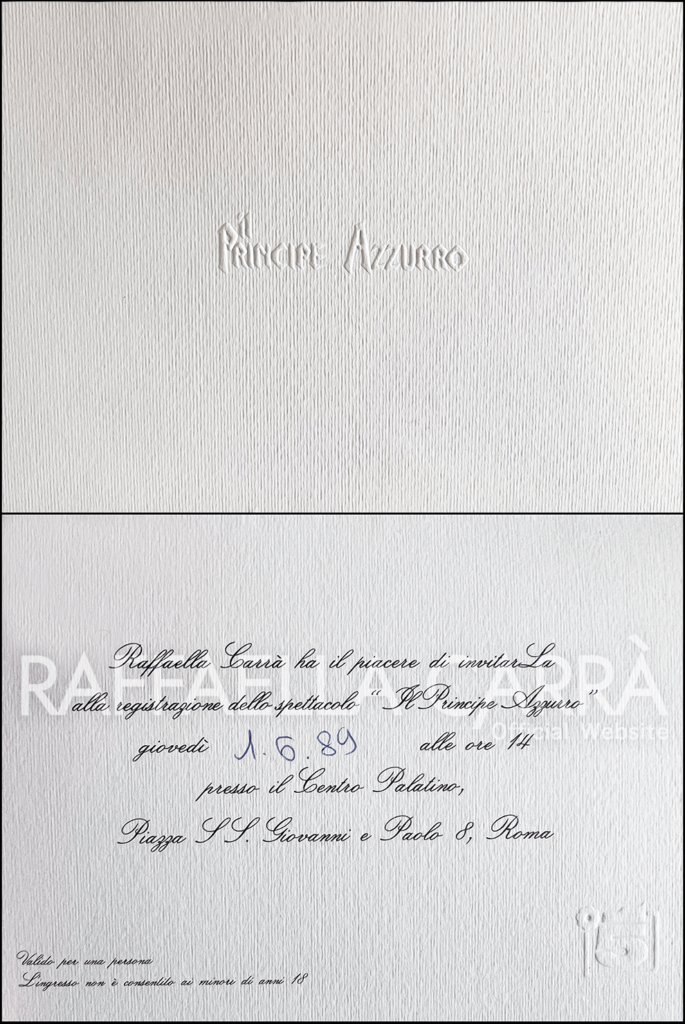 il
Principe Azzurro
Raffaella Carrà ha il piacere di invitarLa
alla registrazione dello spettacolo “Il Principe Azzurro”
giovedì 1.6.89 alle ore 14
presso il Centro Palatino,
Piazza S S. Giovanni e Paolo 8, Roma
Valido per una persona
L'ingresso non è consentito ai minori di anni 18
RAFFAELLA CARRÀ
Original Website